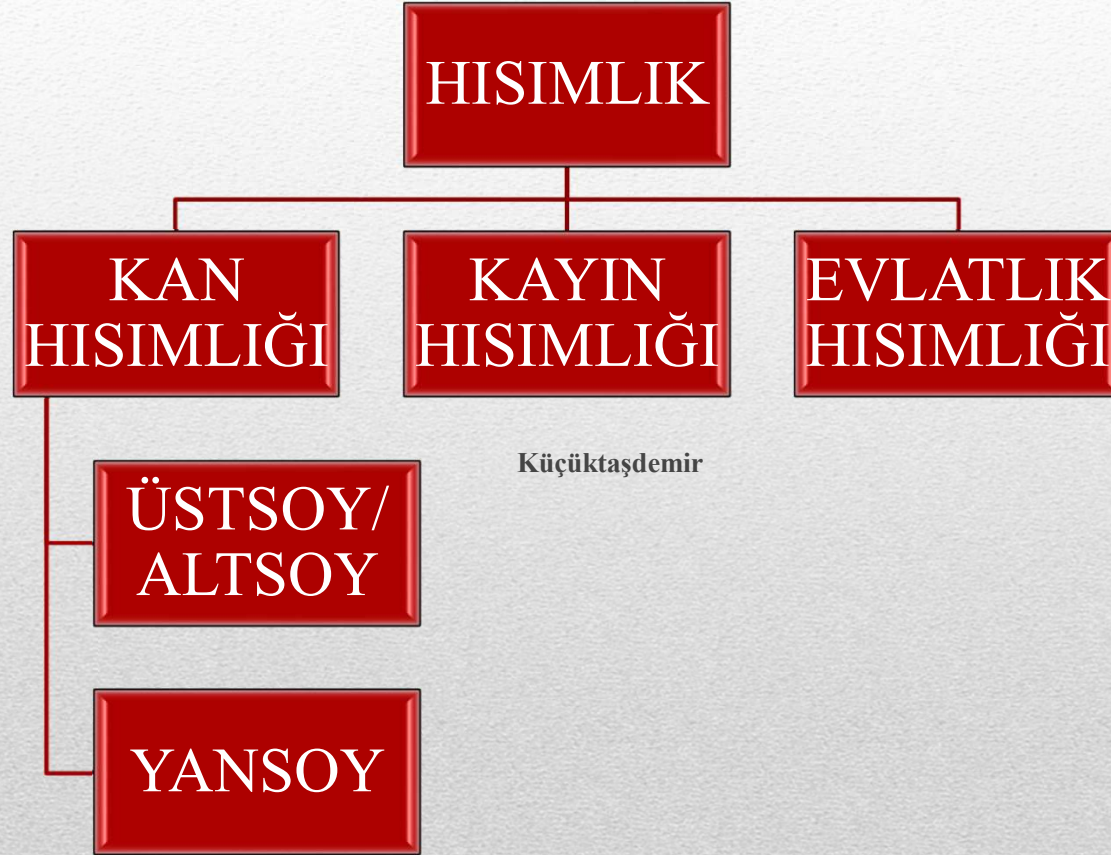 HISIMLIK
KAN
HISIMLIĞI
KAYIN
HISIMLIĞI
EVLATLIK
HISIMLIĞI
Küçüktaşdemir
ÜSTSOY/
ALTSOY
YANSOY